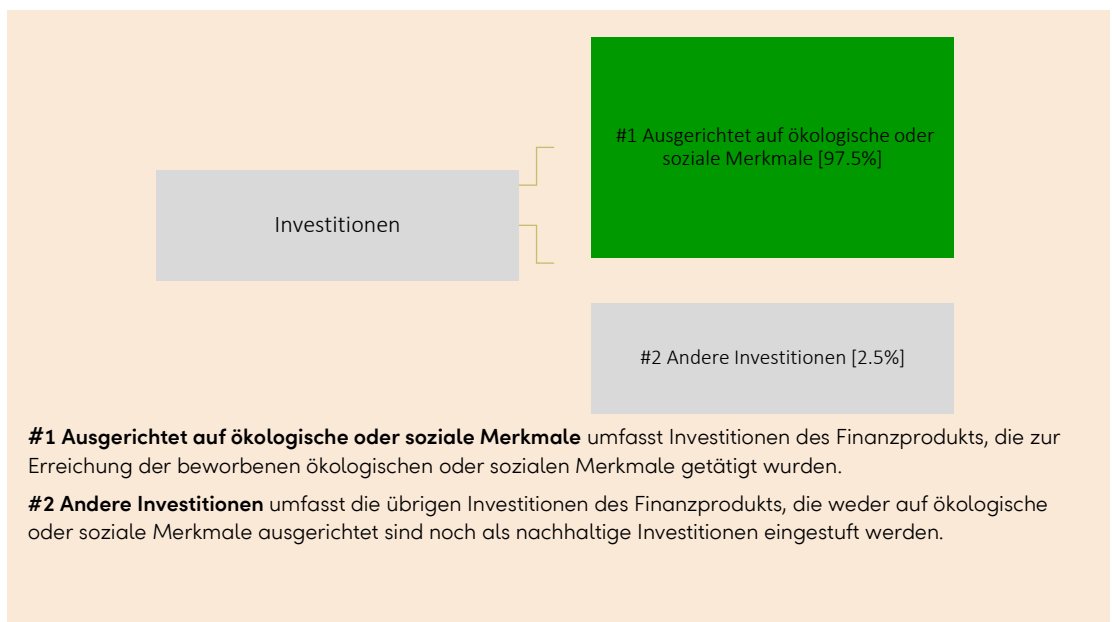 #1 Ausgerichtet auf ökologische oder
soziale Merkmale [97.5%]
Investitionen
#2 Andere Investitionen [2.5%]
#1 Ausgerichtet auf ökologische oder soziale Merkmale umfasst Investitionen des Finanzprodukts, die zur
Erreichung der beworbenen ökologischen oder sozialen Merkmale getätigt wurden.
#2 Andere Investitionen umfasst die übrigen Investitionen des Finanzprodukts, die weder auf ökologische
oder soziale Merkmale ausgerichtet sind noch als nachhaltige Investitionen eingestuft werden.